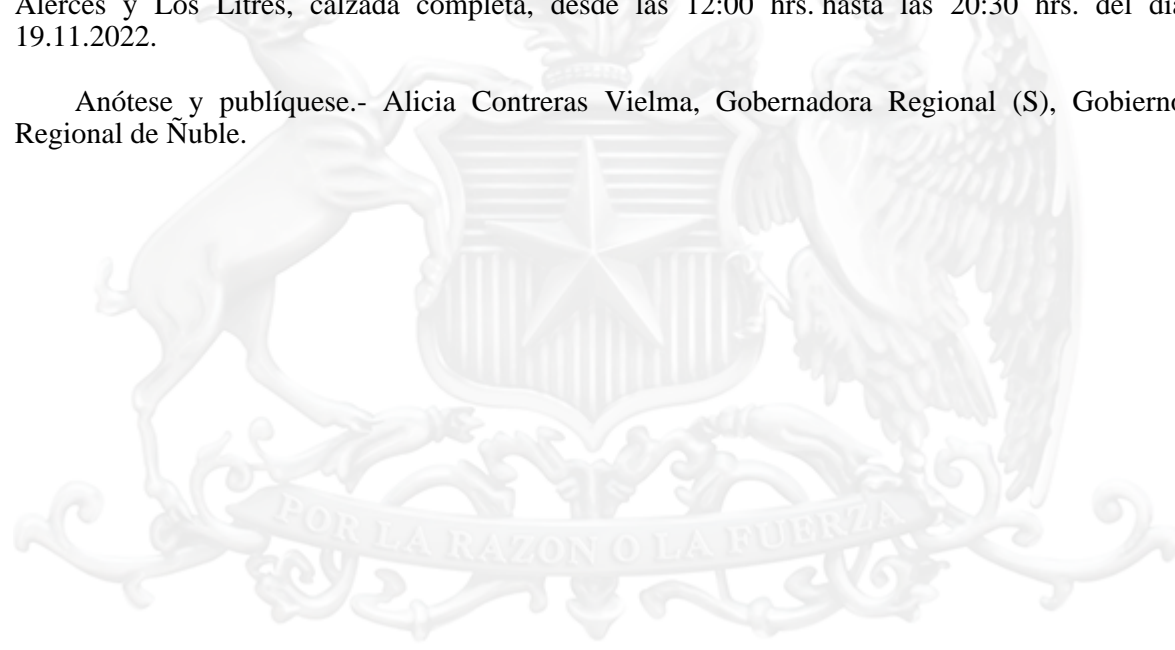 Alerces y Los Litres, calzada completa, desde las 12:00 hrs. hasta las 20:30 hrs. del día
19.11.2022.
Anótese y publíquese.- Alicia Contreras Vielma, Gobernadora Regional (S), Gobierno
Regional de Ñuble.
POR LA RAZON O LA FUERZA